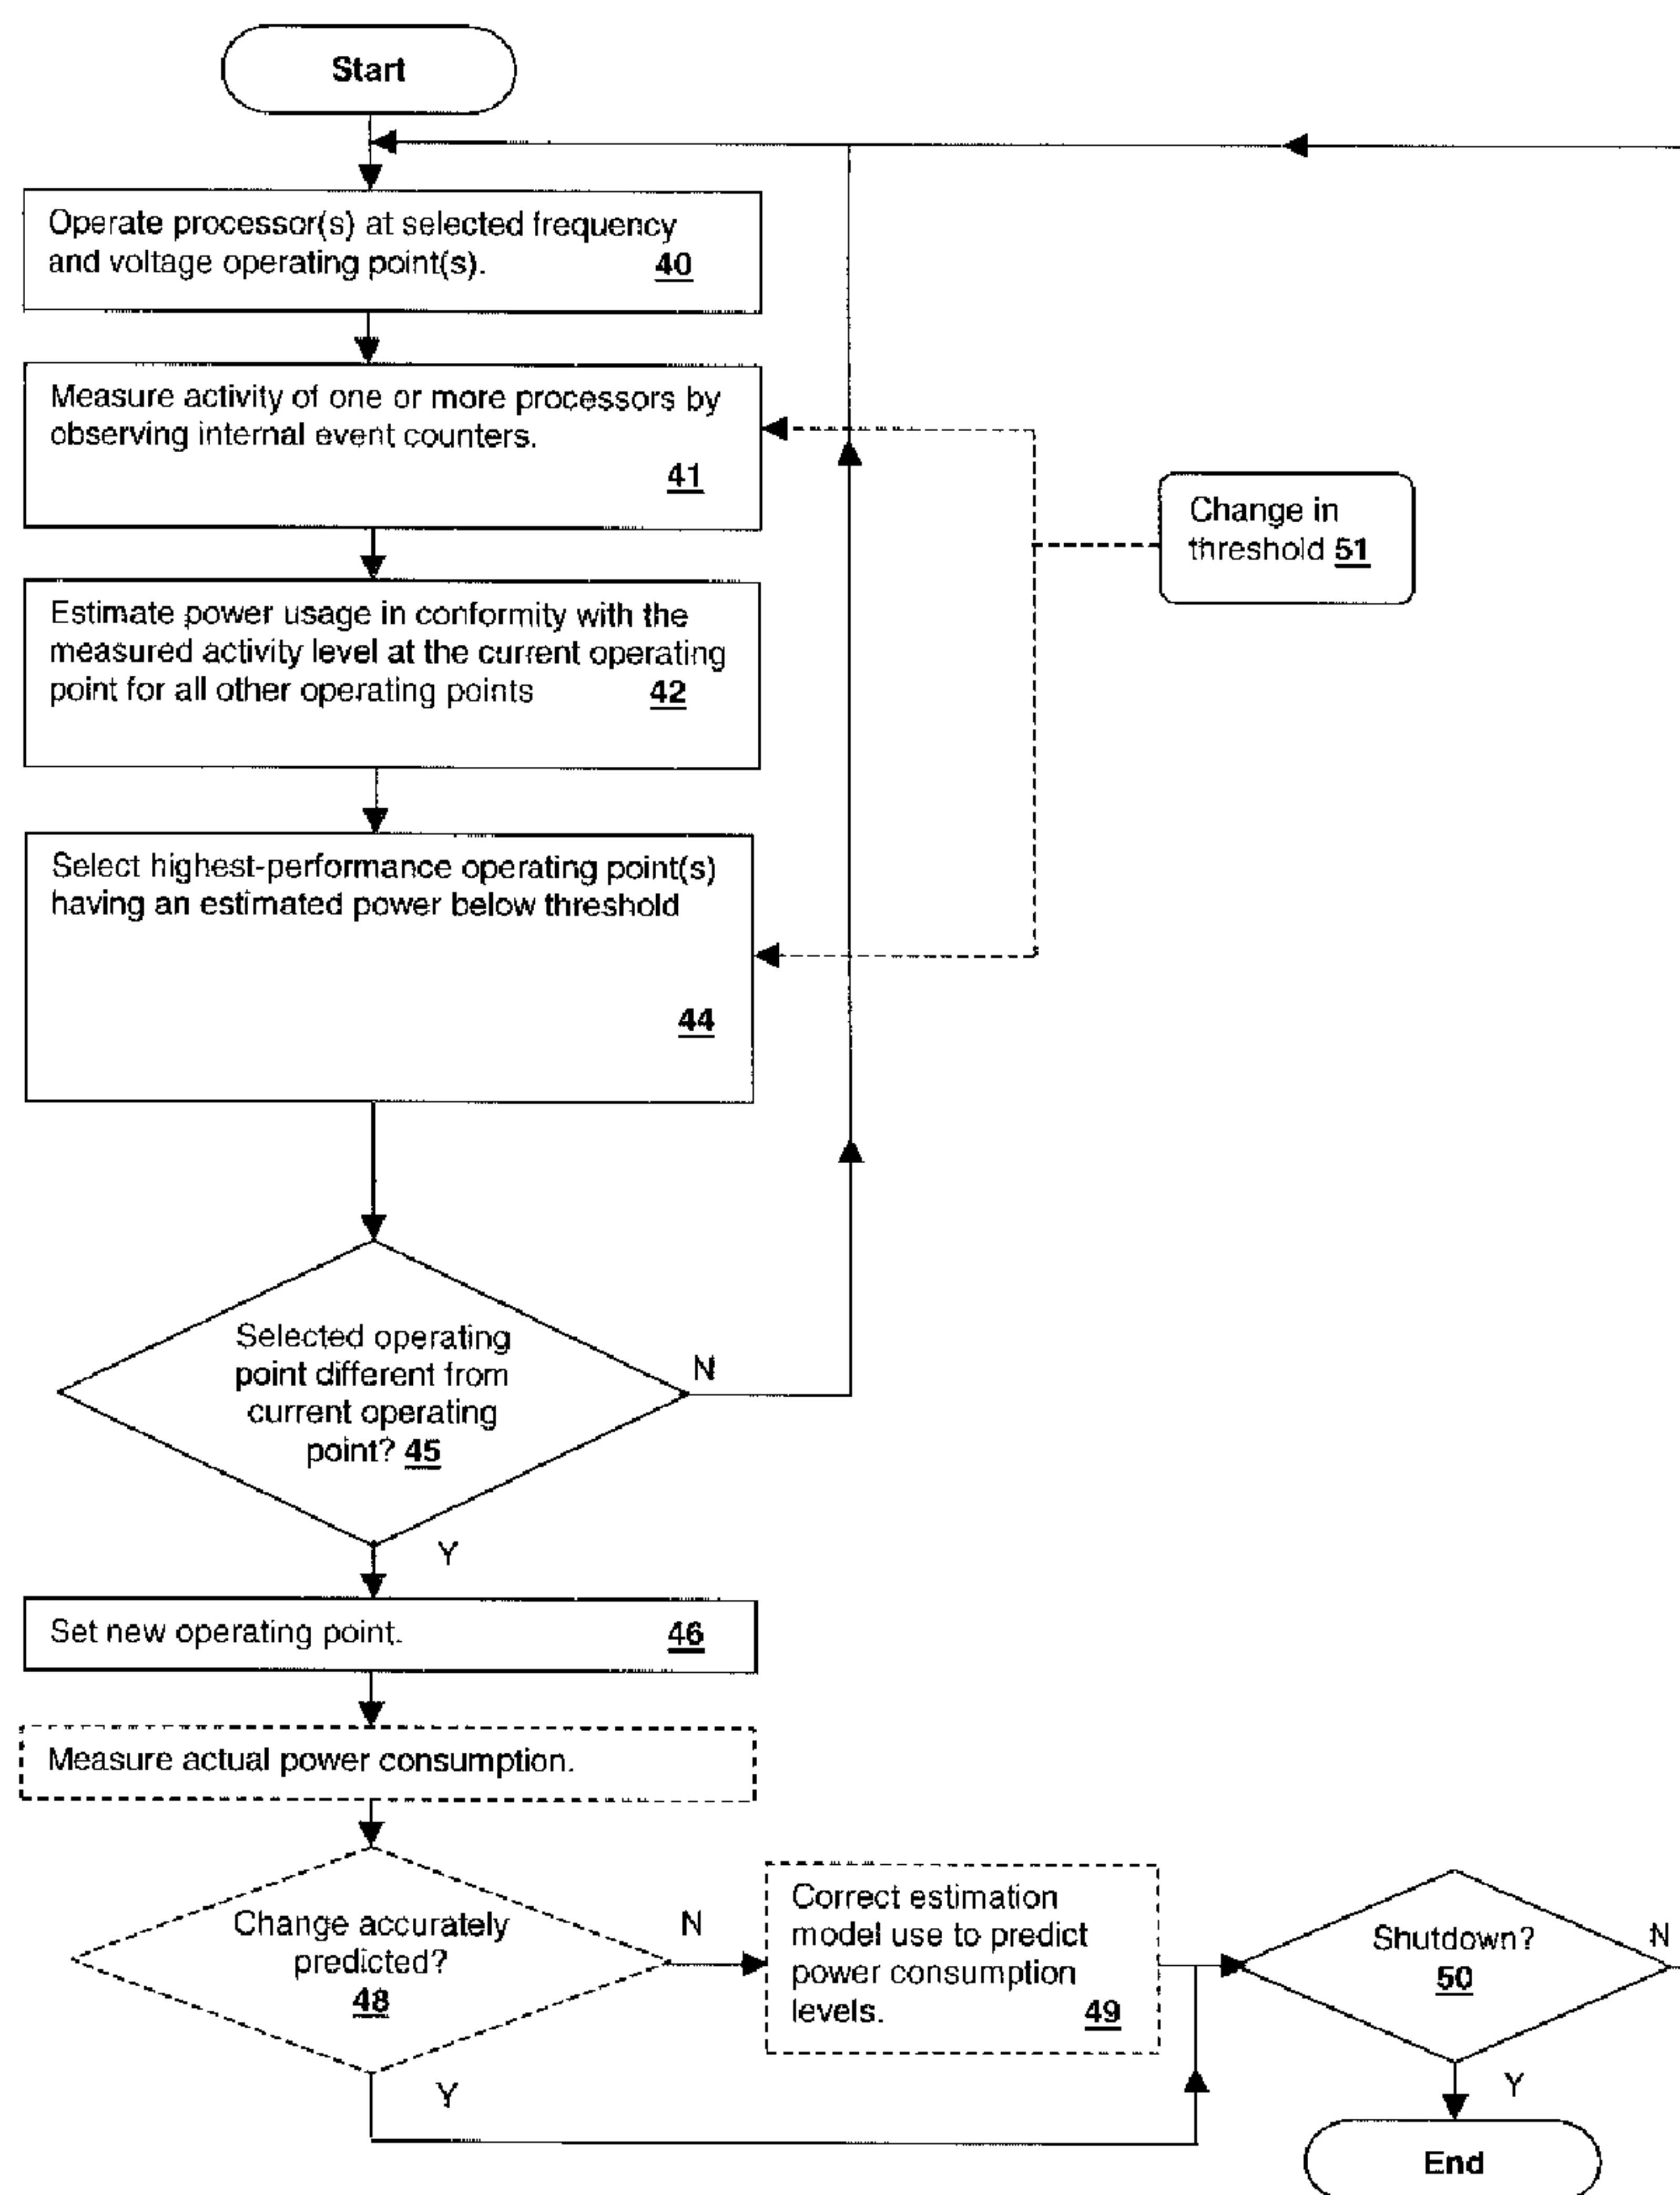 Start
Operate processor(s) at selected frequency
and voltage operating point(s). 40
Measure activity of one or more processors by
observing internal event counters.
41
Change in
threshold 51
Estimate power usage in conformity with the
measured activity level at the current operating
point for all other operating points 42
Select highest-performance operating point(s)
having an estimated power below threshold
44
Selected operating
point different from
current operating
point? 45
N
Y
Set new operating point. 46
Measure actual power consumption.
Change accurately
predicted?
48
N
Y
Correct estimation
model use to predict
power consumption
levels. 49
Shutdown?
50
N
Y
End